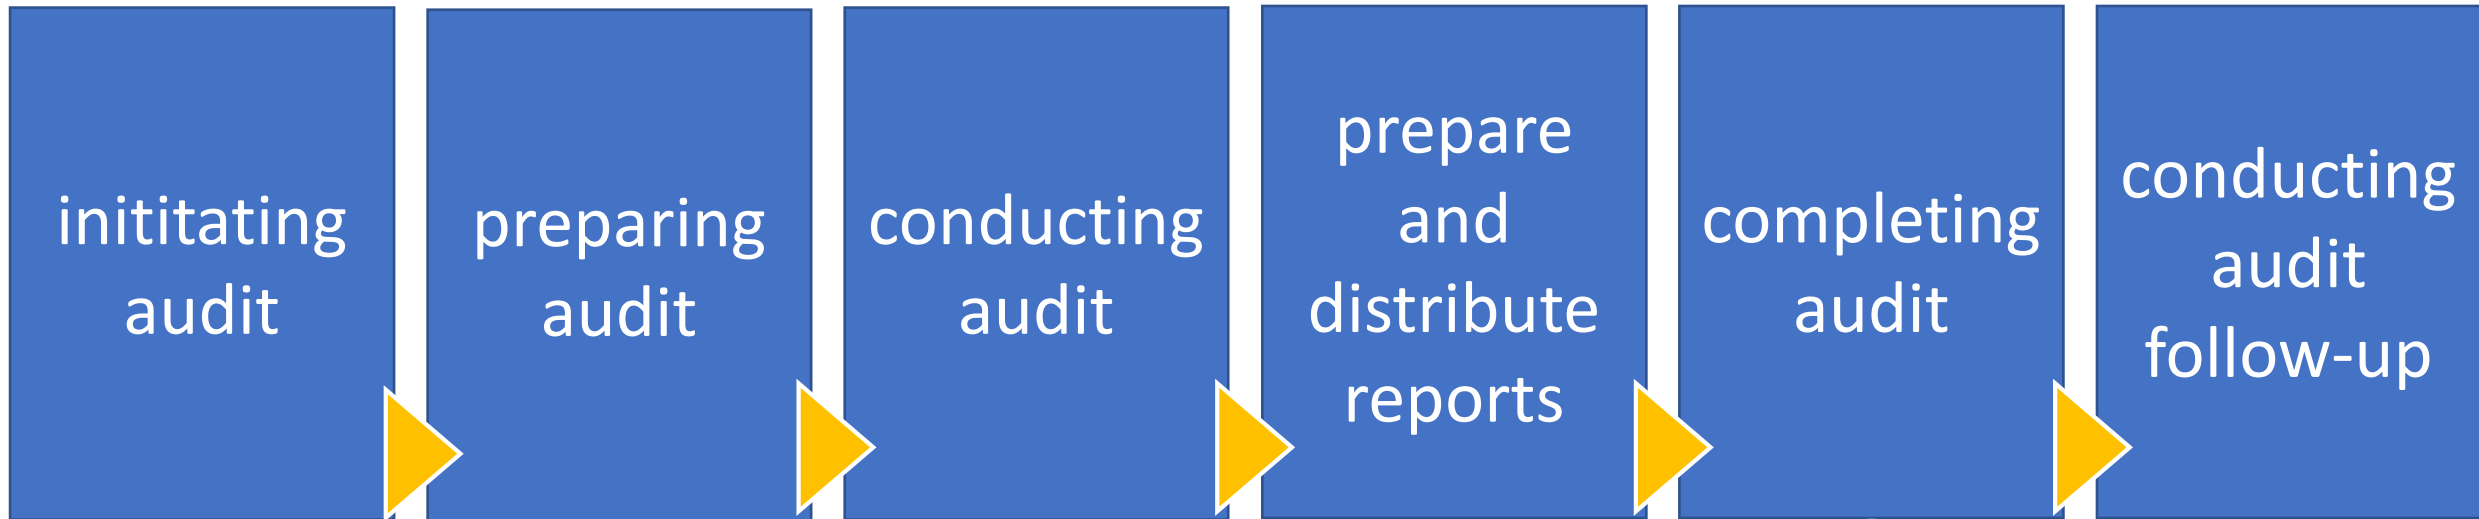 inititating
audit
preparing
audit
conducting
audit
prepare
and
distribute
reports
completing
audit
conducting
audit
follow-up